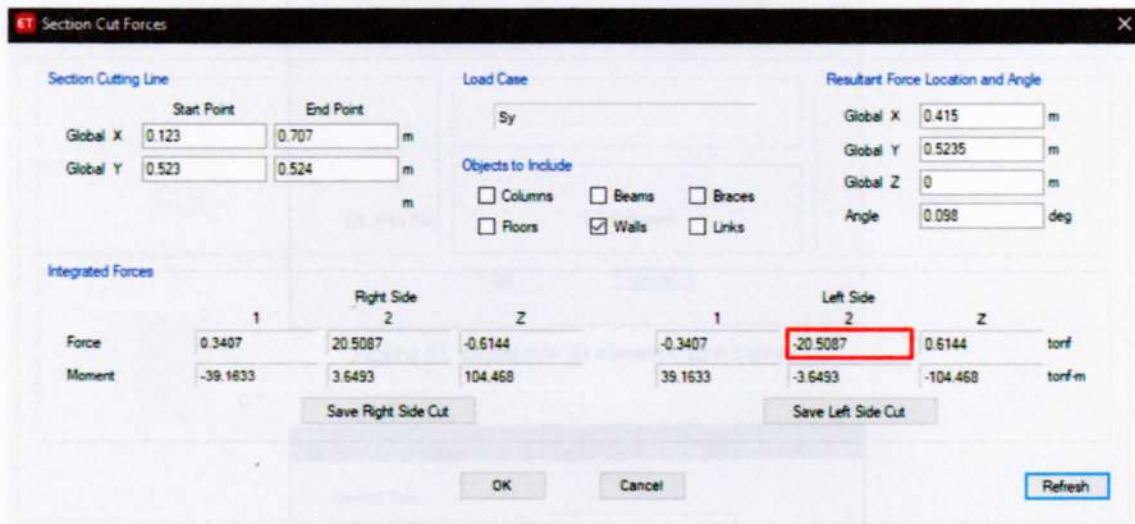 ET Section Cut Forces
Section Cutting Line
Start Point End Point
Global X 0.123 0.707 m
Global Y 0.523 0.524 m
m
Load Case
Sy
Objects to Include
Columns Beams Braces
Floors Walls Links
Resultant Force Location and Angle
Global X 0.415 m
Global Y 0.5235 m
Global Z 0 m
Angle 0.098 deg
Integrated Forces
Right Side Left Side
1 2 Z 1 2 Z
Force 0.3407 20.5087 -0.6144 -0.3407 -20.5087 0.6144 tonf
Moment -39.1633 3.6493 104.468 39.1633 -3.6493 -104.468 tonf-m
Save Right Side Cut Save Left Side Cut
OK Cancel Refresh